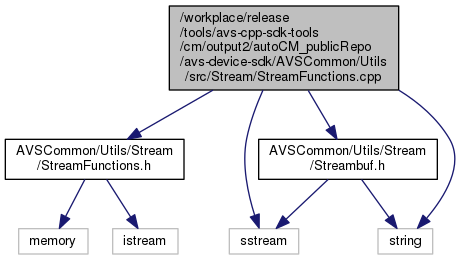 /workplace/release
/tools/avs-cpp-sdk-tools
/cm/output2/autoCM_publicRepo
/avs-device-sdk/AVSCommon/Utils
/src/Stream/StreamFunctions.cpp
AVSCommon/Utils/Stream
/StreamFunctions.h
AVSCommon/Utils/Stream
/Streambuf.h
memory
istream
sstream
string